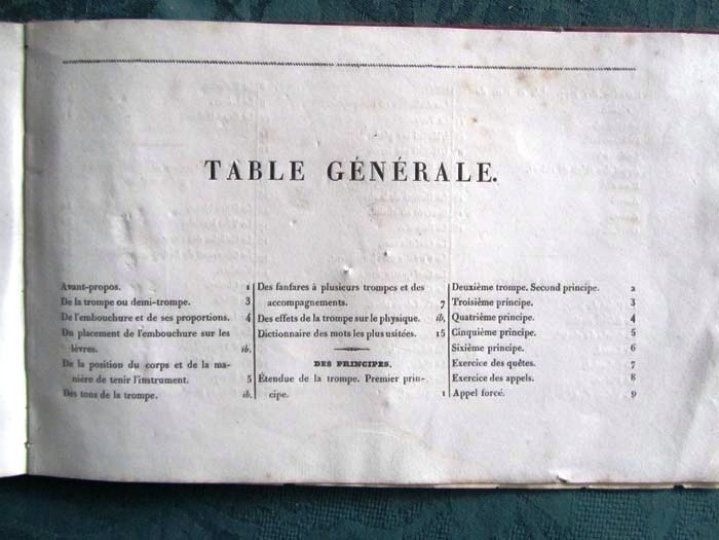 TABLE GÉNÉRALE.
Avant-propos. 1
De la trompe ou demi-trompe. 3
De l'embouchure et de ses proportions. 4
Du placement de l'embouchure sur les
lèvres. ib.
De la position du corps et de la ma-
nière de tenir l'instrument. 5
Des tons de la trompe. ib.
Des fanfares à plusieurs trompes et des
accompagnements. 7
Des effets de la trompe sur le physique. ib.
Dictionnaire des mots les plus usitées. 15
DES PRINCIPES.
Étendue de la trompe. Premier prin-
cipe. 1
Deuxième trompe. Second principe. 2
Troisième principe. 3
Quatrième principe. 4
Cinquième principe. 5
Sixième principe. 6
Exercice des quêtes. 7
Exercice des appels. 8
Appel forcé. 9